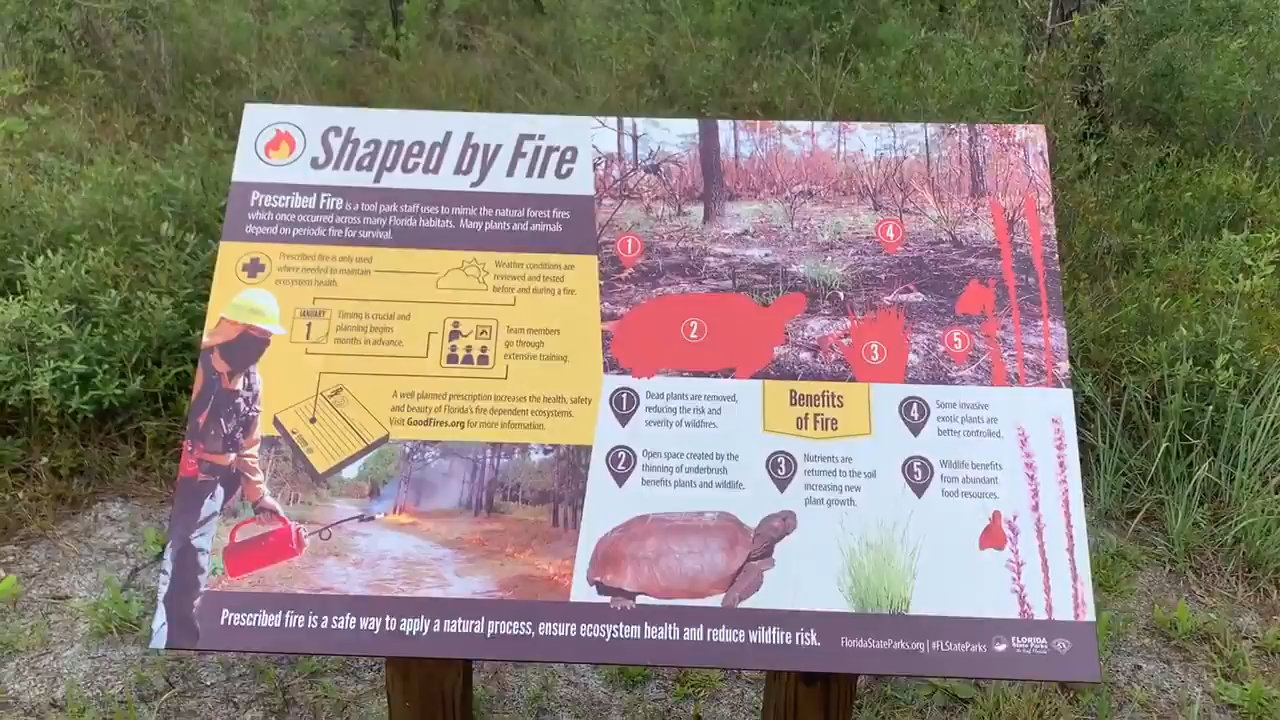 Shaped by Fire
Prescribed Fire is a tool park staff uses to mimic the natural forest fires
which once occurred across many Florida habitats. Many plants and animals
depend on periodic fire for survival.
Prescribed fire is only used
where needed to maintain
ecosystem health.
Weather conditions are
reviewed and tested
before and during a fire.
JANUARY
1
Timing is crucial and
planning begins
months in advance.
Team members
go through
extensive training.
A well planned prescription increases the health, safety
and beauty of Florida's fire dependent ecosystems.
Visit GoodFires.org for more information.
1
4
2
3
5
Benefits
of Fire
1
Dead plants are removed,
reducing the risk and
severity of wildfires.
2
Open space created by the
thinning of underbrush
benefits plants and wildlife.
3
Nutrients are
returned to the soil
increasing new
plant growth.
4
Some invasive
exotic plants are
better controlled.
5
Wildlife benefits
from abundant
food resources.
Prescribed fire is a safe way to apply a natural process, ensure ecosystem health and reduce wildfire risk.
FloridaStateParks.org | #FLStateParks
FLORIDA
State Parks